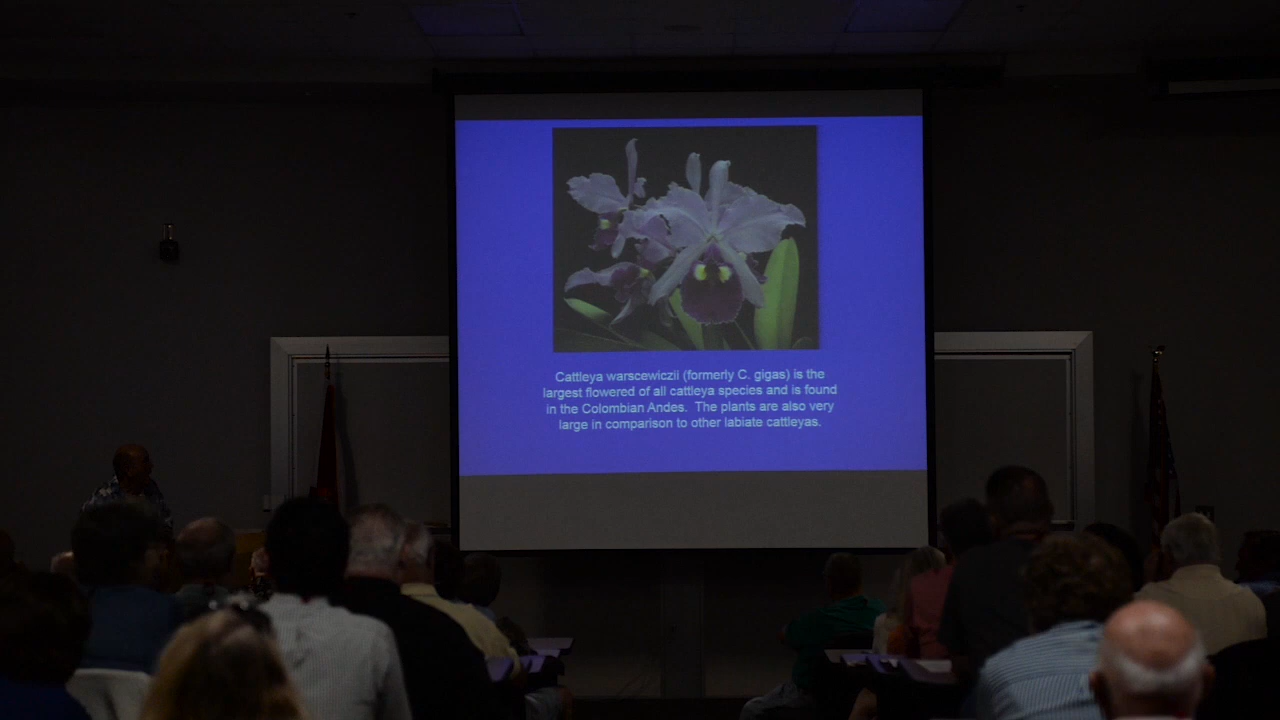 Cattleya warscewiczii (formerly C. gigas) is the
largest flowered of all cattleya species and is found
in the Colombian Andes. The plants are also very
large in comparison to other labiate cattleyas.